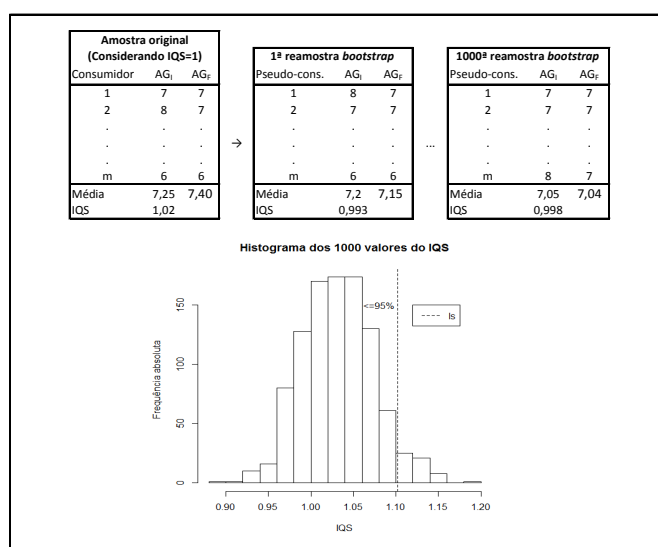 Amostra original
(Considerando IQS=1)
Consumidor AGI AGF
1 7 7
2 8 7
. . .
. . .
. . .
m 6 6
Média 7,25 7,40
IQS 1,02
→
1ª reamostra bootstrap
Pseudo-cons. AGI AGF
1 8 7
2 7 7
. . .
. . .
. . .
m 6 6
Média 7,2 7,15
IQS 0,993
...
1000ª reamostra bootstrap
Pseudo-cons. AGI AGF
1 7 7
2 7 7
. . .
. . .
. . .
m 8 7
Média 7,05 7,04
IQS 0,998
Histograma dos 1000 valores do IQS
<=95%
Is
Frequência absoluta
0 50 100 150
0.90 0.95 1.00 1.05 1.10 1.15 1.20
IQS